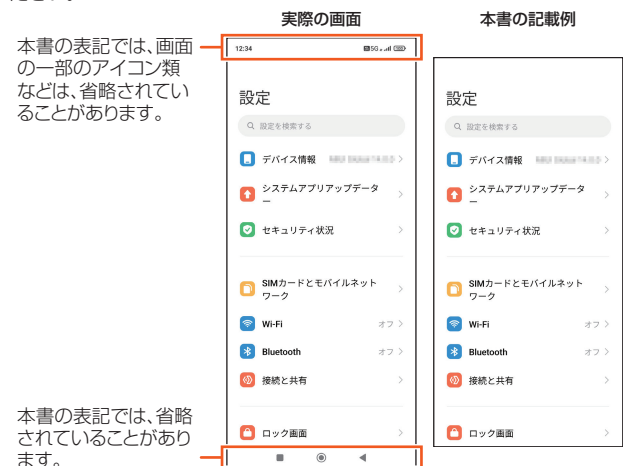 実際の画面
本書の記載例
本書の表記では、画面
の一部のアイコン類
などは、省略されてい
ることがあります。
12:34
5G
設定
設定を検索する
デバイス情報
システムアプリアップデータ
ー
セキュリティ状況
SIMカードとモバイルネット
ワーク
Wi-Fi オフ
Bluetooth オフ
接続と共有
ロック画面
設定
設定を検索する
デバイス情報
システムアプリアップデータ
ー
セキュリティ状況
SIMカードとモバイルネット
ワーク
Wi-Fi オフ
Bluetooth オフ
接続と共有
ロック画面
本書の表記では、省略
されていることがあり
ます。